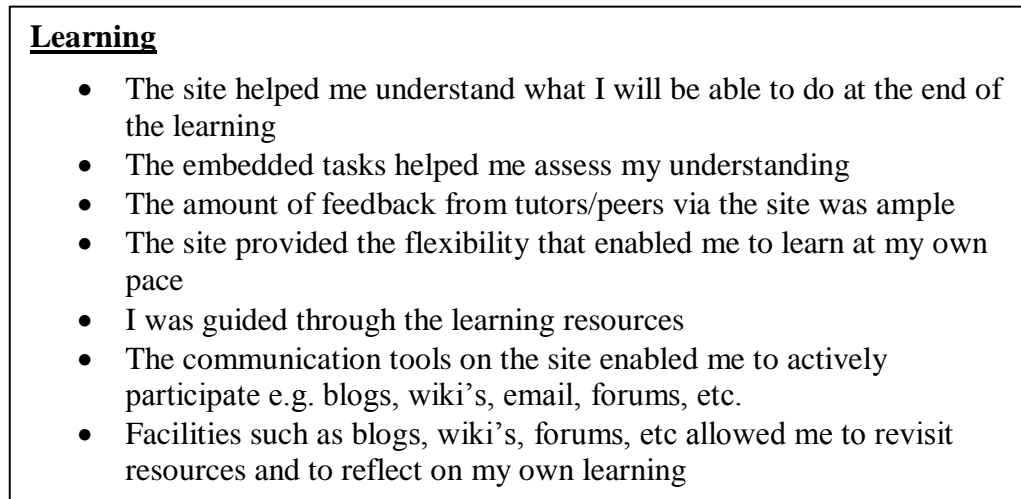 Learning
• The site helped me understand what I will be able to do at the end of
the learning
• The embedded tasks helped me assess my understanding
• The amount of feedback from tutors/peers via the site was ample
• The site provided the flexibility that enabled me to learn at my own
pace
• I was guided through the learning resources
• The communication tools on the site enabled me to actively
participate e.g. blogs, wiki’s, email, forums, etc.
• Facilities such as blogs, wiki’s, forums, etc allowed me to revisit
resources and to reflect on my own learning